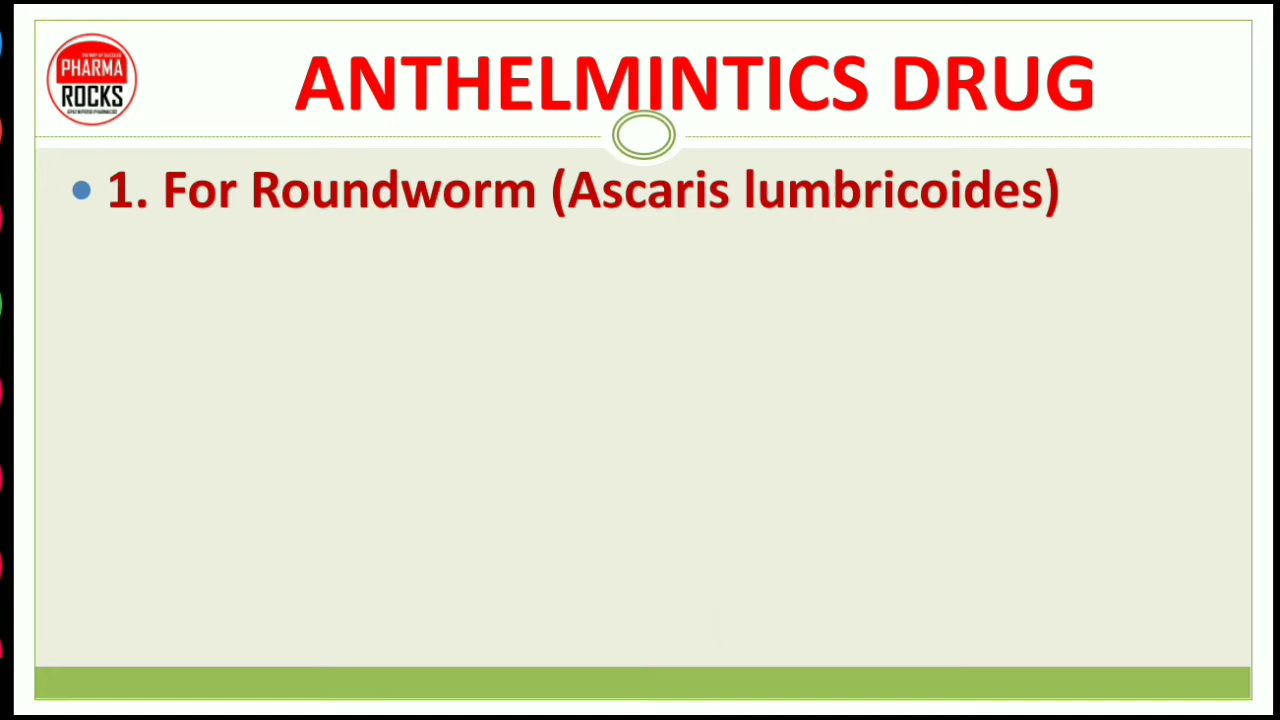 PHARMA
ROCKS
ANTHELMINTICS DRUG
1. For Roundworm (Ascaris lumbricoides)